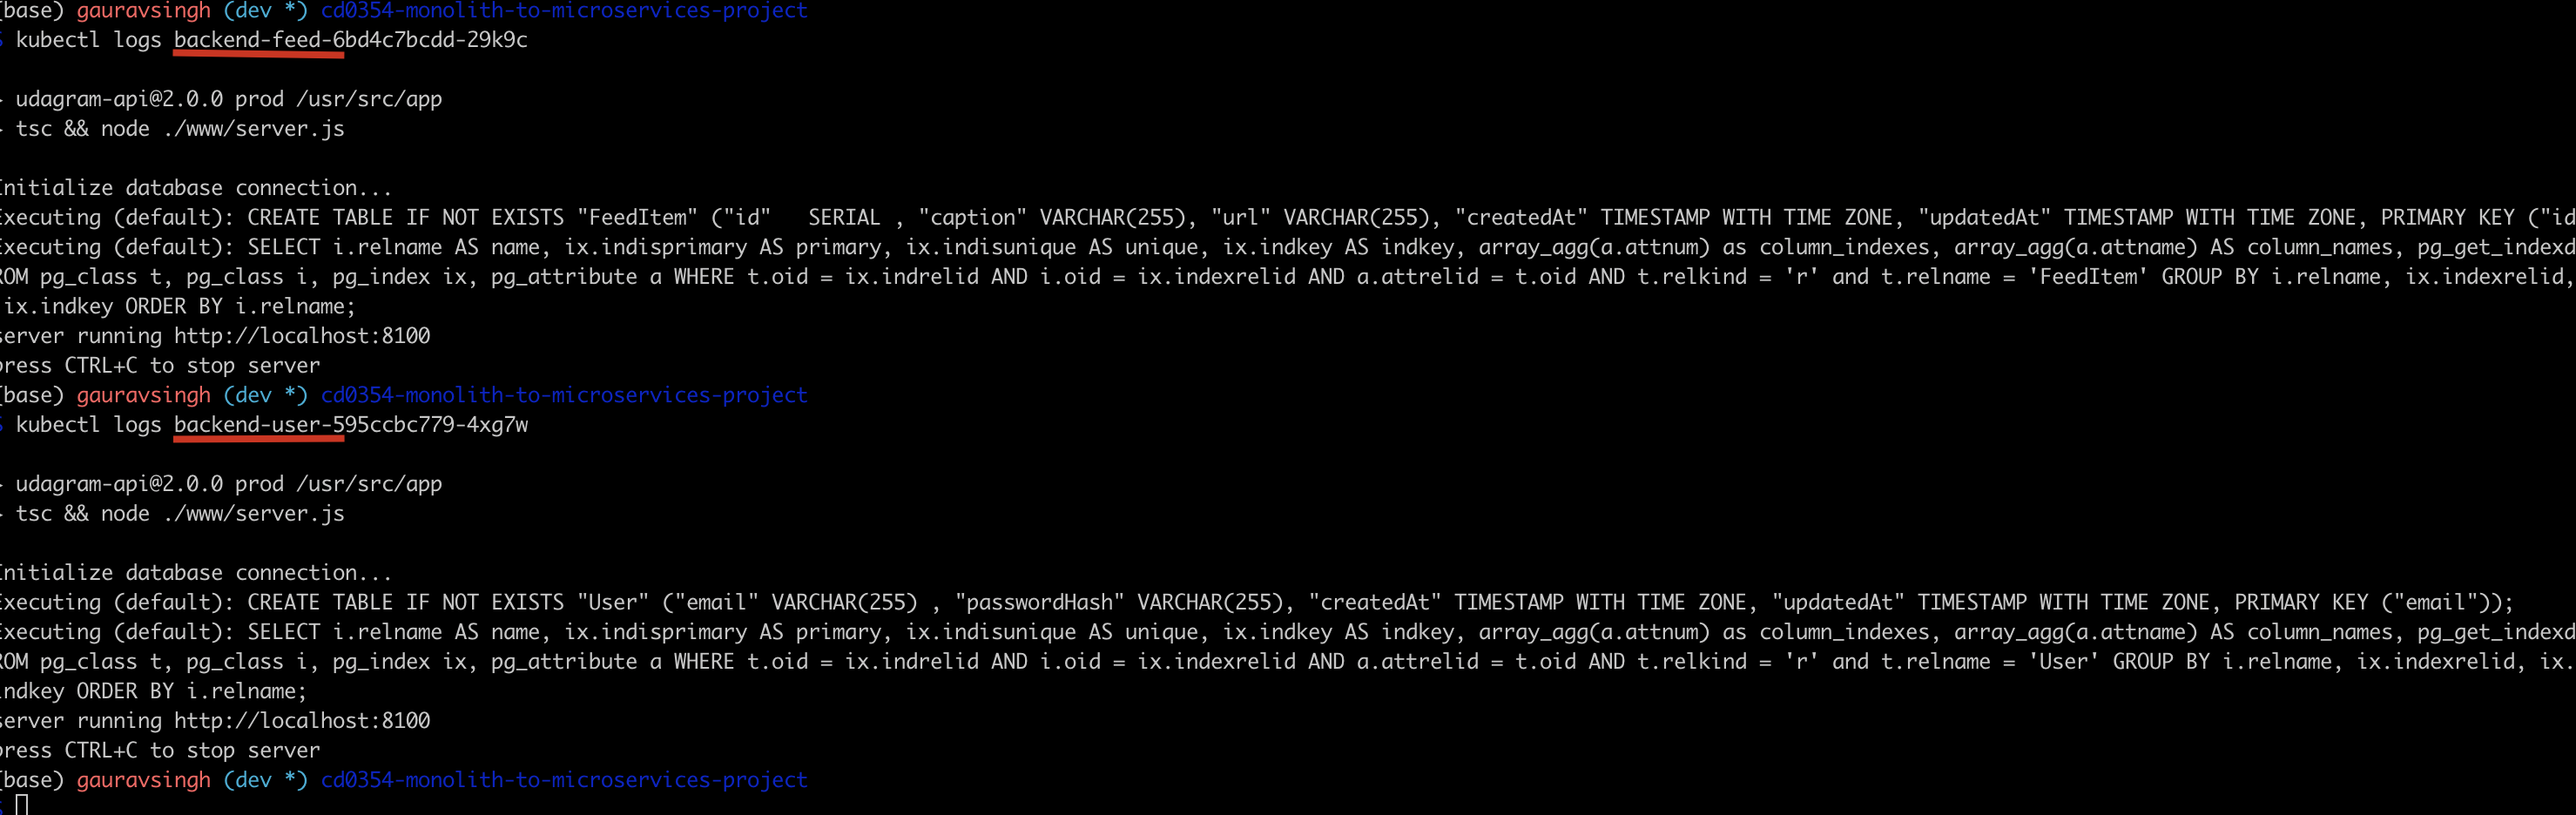 (base) gauravsingh (dev *) cd0354-monolith-to-microservices-project
$ kubectl logs backend-feed-6bd4c7bcdd-29k9c
> udagram-api@2.0.0 prod /usr/src/app
> tsc && node ./www/server.js
Initialize database connection...
Executing (default): CREATE TABLE IF NOT EXISTS "FeedItem" ("id"   SERIAL , "caption" VARCHAR(255), "url" VARCHAR(255), "createdAt" TIMESTAMP WITH TIME ZONE, "updatedAt" TIMESTAMP WITH TIME ZONE, PRIMARY KEY ("id
Executing (default): SELECT i.relname AS name, ix.indisprimary AS primary, ix.indisunique AS unique, ix.indkey AS indkey, array_agg(a.attnum) as column_indexes, array_agg(a.attname) AS column_names, pg_get_indexd
ROM pg_class t, pg_class i, pg_index ix, pg_attribute a WHERE t.oid = ix.indrelid AND i.oid = ix.indexrelid AND a.attrelid = t.oid AND t.relkind = 'r' and t.relname = 'FeedItem' GROUP BY i.relname, ix.indexrelid,
ix.indkey ORDER BY i.relname;
server running http://localhost:8100
press CTRL+C to stop server
(base) gauravsingh (dev *) cd0354-monolith-to-microservices-project
$ kubectl logs backend-user-595ccbc779-4xg7w
> udagram-api@2.0.0 prod /usr/src/app
> tsc && node ./www/server.js
Initialize database connection...
Executing (default): CREATE TABLE IF NOT EXISTS "User" ("email" VARCHAR(255) , "passwordHash" VARCHAR(255), "createdAt" TIMESTAMP WITH TIME ZONE, "updatedAt" TIMESTAMP WITH TIME ZONE, PRIMARY KEY ("email"));
Executing (default): SELECT i.relname AS name, ix.indisprimary AS primary, ix.indisunique AS unique, ix.indkey AS indkey, array_agg(a.attnum) as column_indexes, array_agg(a.attname) AS column_names, pg_get_indexd
ROM pg_class t, pg_class i, pg_index ix, pg_attribute a WHERE t.oid = ix.indrelid AND i.oid = ix.indexrelid AND a.attrelid = t.oid AND t.relkind = 'r' and t.relname = 'User' GROUP BY i.relname, ix.indexrelid, ix.
indkey ORDER BY i.relname;
server running http://localhost:8100
press CTRL+C to stop server
(base) gauravsingh (dev *) cd0354-monolith-to-microservices-project
$